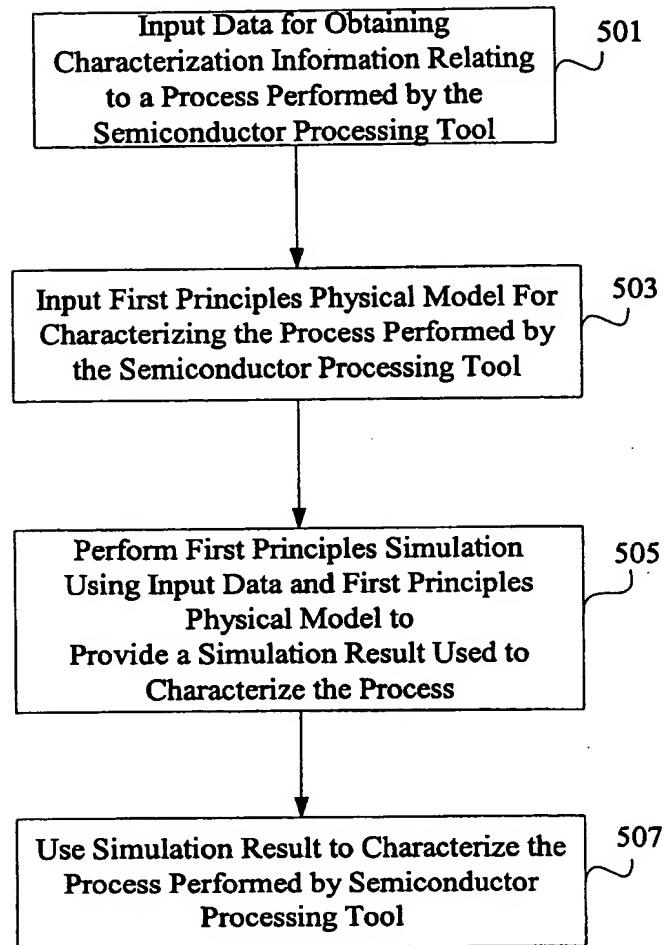 Input Data for Obtaining
Characterization Information Relating
to a Process Performed by the
Semiconductor Processing Tool
501
Input First Principles Physical Model For
Characterizing the Process Performed by
the Semiconductor Processing Tool
503
Perform First Principles Simulation
Using Input Data and First Principles
Physical Model to
Provide a Simulation Result Used to
Characterize the Process
505
Use Simulation Result to Characterize the
Process Performed by Semiconductor
Processing Tool
507